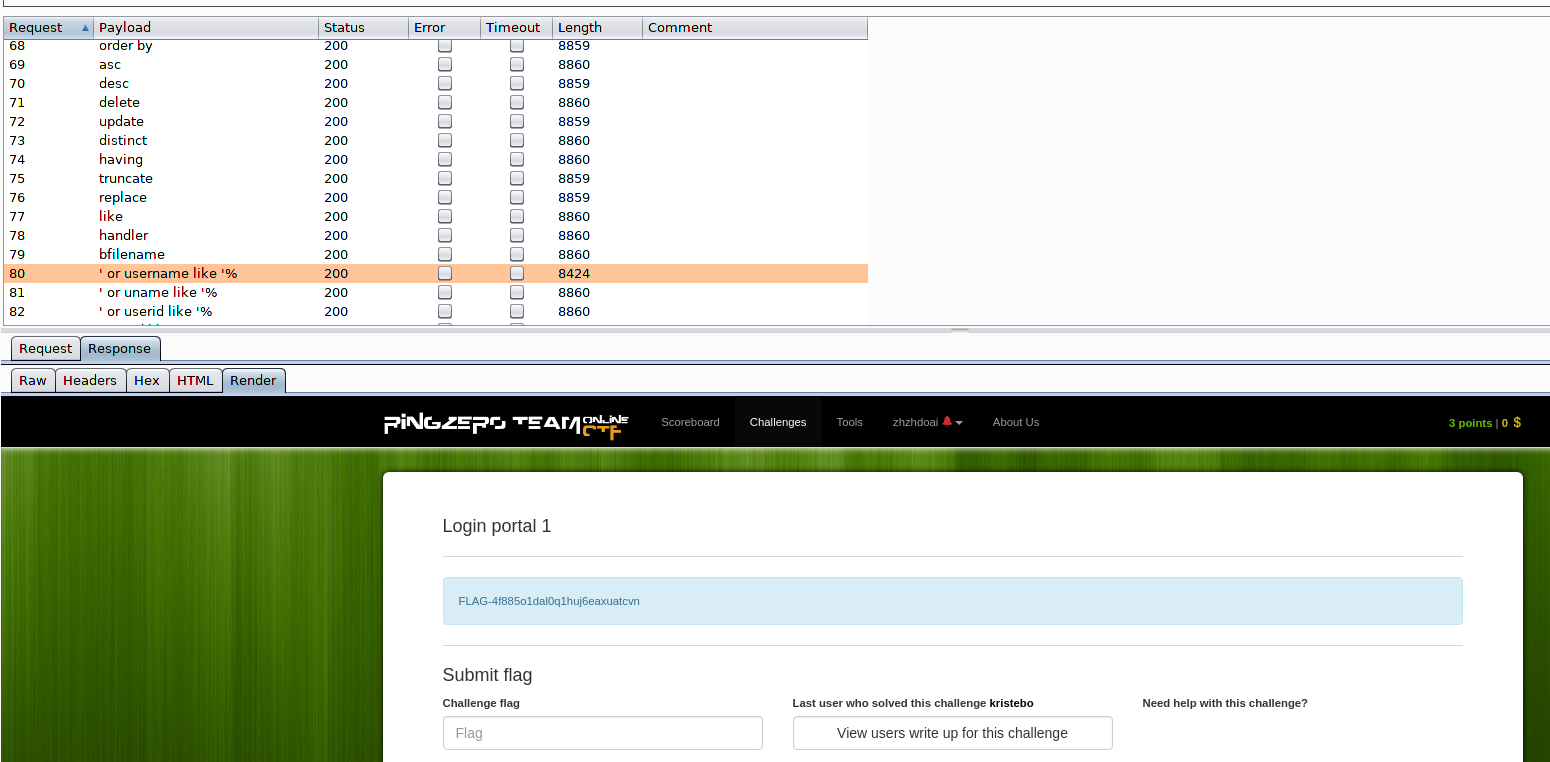 Request Payload Status Error Timeout Length Comment
68 order by 200 8859
69 asc 200 8860
70 desc 200 8859
71 delete 200 8860
72 update 200 8859
73 distinct 200 8860
74 having 200 8860
75 truncate 200 8859
76 replace 200 8859
77 like 200 8860
78 handler 200 8860
79 bfilename 200 8860
80 ' or username like '% 200 8424
81 ' or uname like '% 200 8860
82 ' or userid like '% 200 8860
Request Response
Raw Headers Hex HTML Render
PINGZERO TEAM ONLINE CTF Scoreboard Challenges Tools zhzhdoai About Us 3 points | 0 $
Login portal 1
FLAG-4f885o1dal0q1huj6eaxuatcvn
Submit flag
Challenge flag Last user who solved this challenge kristebo Need help with this challenge?
Flag View users write up for this challenge